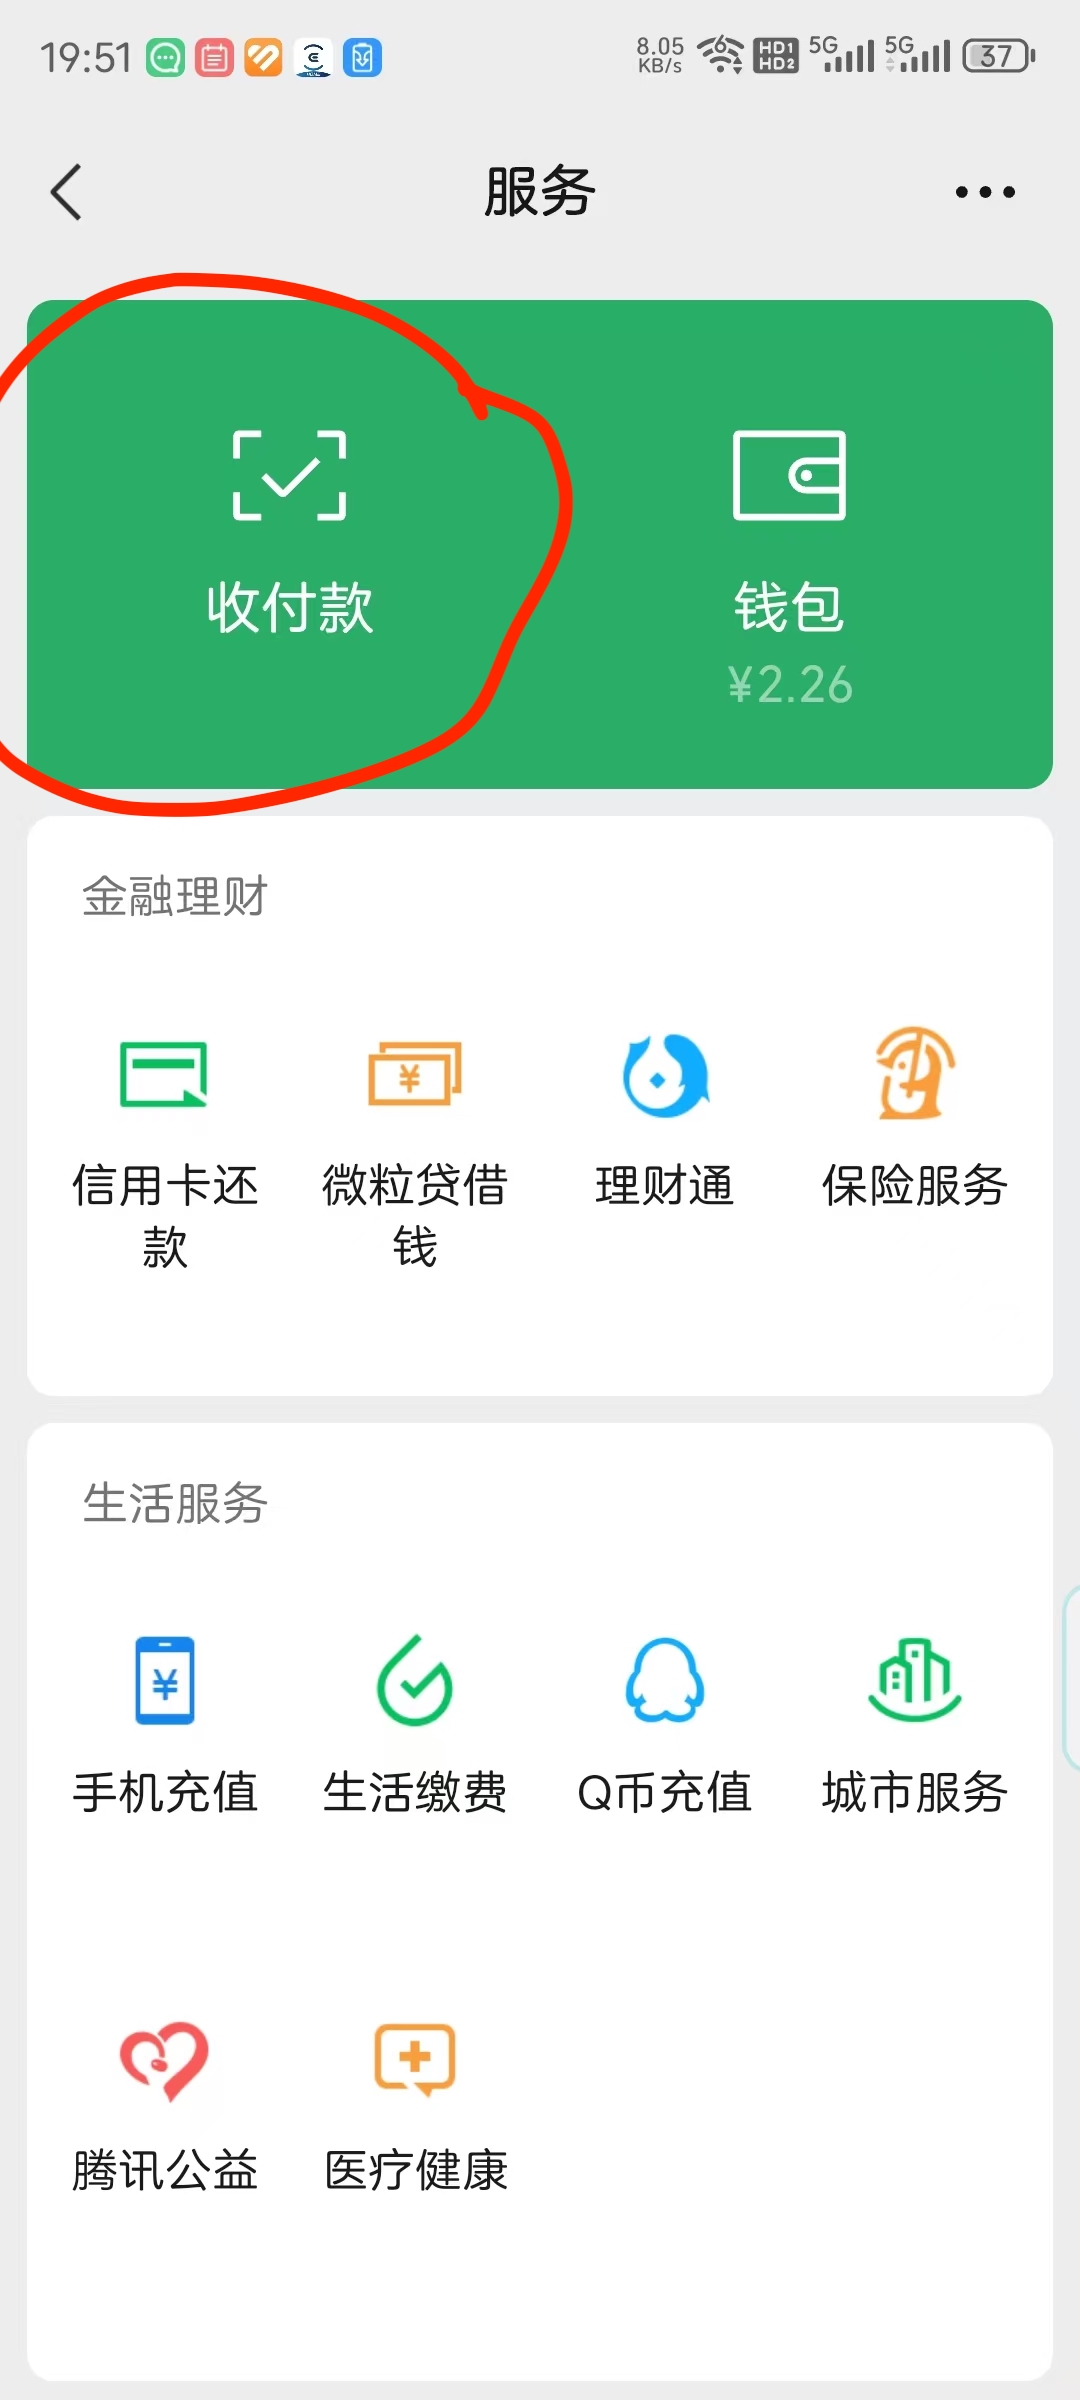 19:51 8.05 KB/s 6 HD1 HD2 5G 5G 37
服务
收付款 钱包
¥2.26
金融理财
信用卡还款 微粒贷借钱 理财通 保险服务
生活服务
手机充值 生活缴费 Q币充值 城市服务
腾讯公益 医疗健康